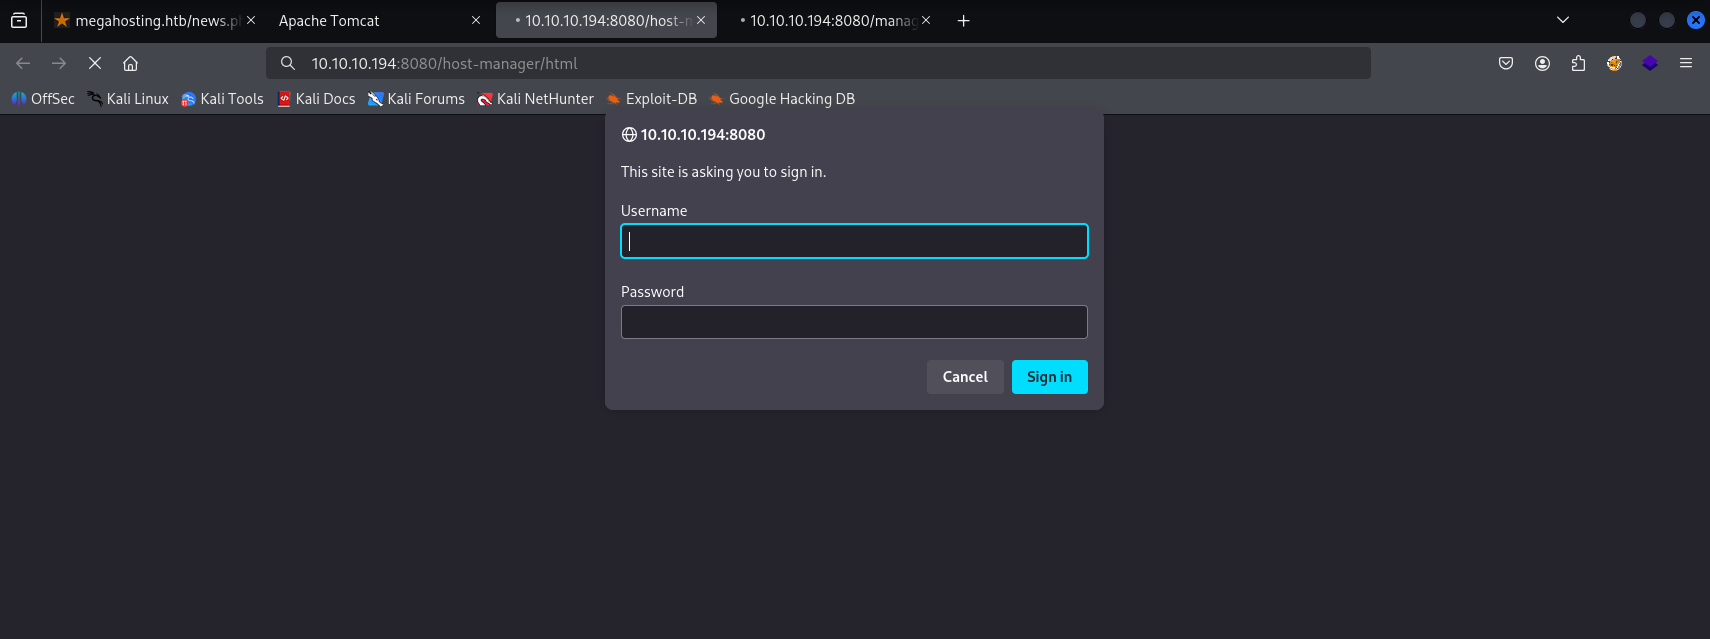 megahosting.htb/news.p
Apache Tomcat
10.10.10.194:8080/host-m
10.10.10.194:8080/manag
10.10.10.194:8080/host-manager/html
OffSec Kali Linux Kali Tools Kali Docs Kali Forums Kali NetHunter Exploit-DB Google Hacking DB
10.10.10.194:8080
This site is asking you to sign in.
Username
Password
Cancel Sign in